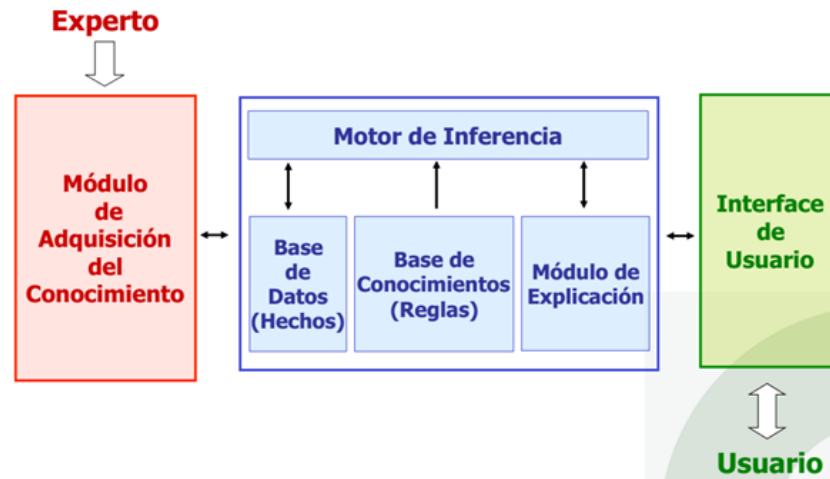 Experto
Módulo
de
Adquisición
del
Conocimiento
Motor de Inferencia
Base
de
Datos
(Hechos)
Base de
Conocimientos
(Reglas)
Módulo de
Explicación
Interface
de
Usuario
Usuario